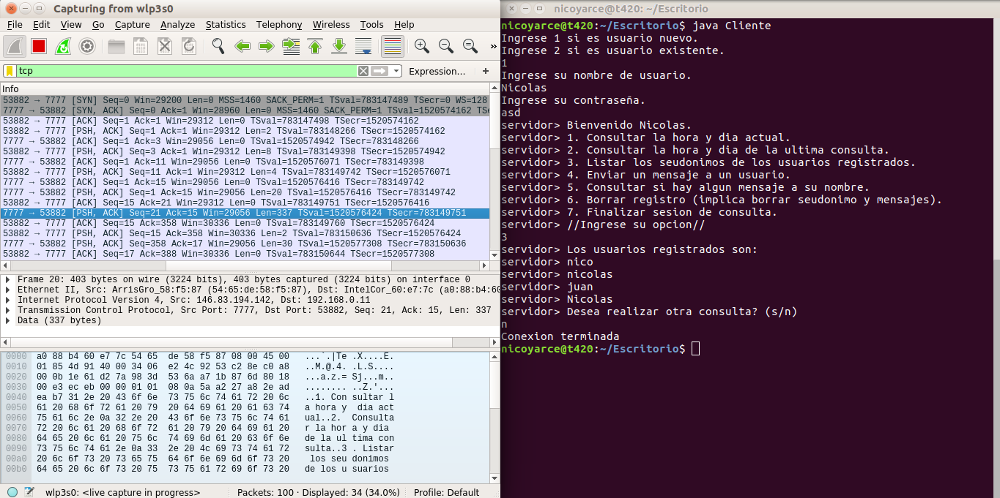 Capturing from wlp3s0
File Edit View Go Capture Analyze Statistics Telephony Wireless Tools Help
tcp
Expression...
+
Info
53882 → 7777 [SYN] Seq=0 Win=29200 Len=0 MSS=1460 SACK_PERM=1 TSval=783147489 TSecr=0 WS=128
7777 → 53882 [SYN, ACK] Seq=0 Ack=1 Win=28960 Len=0 MSS=1460 SACK_PERM=1 TSval=1520574162 TSe
53882 → 7777 [ACK] Seq=1 Ack=1 Win=29312 Len=0 TSval=783147498 TSecr=1520574162
53882 → 7777 [PSH, ACK] Seq=1 Ack=1 Win=29312 Len=2 TSval=783148266 TSecr=1520574162
7777 → 53882 [ACK] Seq=1 Ack=3 Win=29056 Len=0 TSval=1520574942 TSecr=783148266
53882 → 7777 [PSH, ACK] Seq=3 Ack=1 Win=29312 Len=8 TSval=783149398 TSecr=1520574942
7777 → 53882 [ACK] Seq=1 Ack=11 Win=29056 Len=0 TSval=1520576071 TSecr=783149398
53882 → 7777 [PSH, ACK] Seq=11 Ack=1 Win=29312 Len=4 TSval=783149742 TSecr=1520576071
7777 → 53882 [ACK] Seq=1 Ack=15 Win=29056 Len=0 TSval=1520576416 TSecr=783149742
7777 → 53882 [PSH, ACK] Seq=1 Ack=15 Win=29056 Len=20 TSval=1520576416 TSecr=783149742
53882 → 7777 [ACK] Seq=15 Ack=21 Win=29312 Len=0 TSval=783149751 TSecr=1520576416
7777 → 53882 [PSH, ACK] Seq=21 Ack=15 Win=29056 Len=337 TSval=1520576424 TSecr=783149751
53882 → 7777 [ACK] Seq=15 Ack=358 Win=30336 Len=0 TSval=783149760 TSecr=1520576424
53882 → 7777 [PSH, ACK] Seq=15 Ack=358 Win=30336 Len=2 TSval=783150636 TSecr=1520576424
7777 → 53882 [PSH, ACK] Seq=358 Ack=17 Win=29056 Len=30 TSval=1520577308 TSecr=783150636
53882 → 7777 [ACK] Seq=17 Ack=388 Win=30336 Len=0 TSval=783150644 TSecr=1520577308
Frame 20: 403 bytes on wire (3224 bits), 403 bytes captured (3224 bits) on interface 0
Ethernet II, Src: ArrisGro_58:f5:87 (54:65:de:58:f5:87), Dst: IntelCor_60:e7:7c (a0:88:b4:60
Internet Protocol Version 4, Src: 146.83.194.142, Dst: 192.168.0.11
Transmission Control Protocol, Src Port: 7777, Dst Port: 53882, Seq: 21, Ack: 15, Len: 337
Data (337 bytes)
0000 a0 88 b4 60 e7 7c 54 65 de 58 f5 87 08 00 45 00 ...`.|Te .X....E.
0010 01 85 4d 91 40 00 34 06 e2 4c 92 53 c2 8e c0 a8 ..M.@.4. .L.S....
0020 00 0b 1e 61 d2 7a 98 3d 53 6a a7 1b 87 6d 80 18 ...a.z.= Sj...m..
0030 00 e3 ec eb 00 00 01 01 08 0a 5a a2 27 a8 2e ad ........ ..Z.'...
0040 ea b7 31 2e 20 43 6f 6e 73 75 6c 74 61 72 20 6c ..1. Con sultar l
0050 61 20 68 6f 72 61 20 79 20 64 69 61 20 61 63 74 a hora y dia act
0060 75 61 6c 2e 0a 32 2e 20 43 6f 6e 73 75 6c 74 61 ual..2. Consulta
0070 72 20 6c 61 20 68 6f 72 61 20 79 20 64 69 61 20 r la hor a y dia
0080 64 65 20 6c 61 20 75 6c 74 69 6d 61 20 63 6f 6e de la ul tima con
0090 73 75 6c 74 61 2e 0a 33 2e 20 4c 69 73 74 61 72 sulta..3 . Listar
00a0 20 6c 6f 73 20 73 65 75 64 6f 6e 69 6d 6f 73 20 los seu donimos
00b0 64 65 20 6c 6f 73 20 75 73 75 61 72 69 6f 73 20 de los u suarios
wlp3s0: <live capture in progress> Packets: 100 · Displayed: 34 (34.0%) Profile: Default
nicoyarce@t420: ~/Escritorio
nicoyarce@t420:~/Escritorio$ java Cliente
Ingrese 1 si es usuario nuevo.
Ingrese 2 si es usuario existente.
1
Ingrese su nombre de usuario.
Nicolas
Ingrese su contraseña.
asd
servidor> Bienvenido Nicolas.
servidor> 1. Consultar la hora y dia actual.
servidor> 2. Consultar la hora y dia de la ultima consulta.
servidor> 3. Listar los seudonimos de los usuarios registrados.
servidor> 4. Enviar un mensaje a un usuario.
servidor> 5. Consultar si hay algun mensaje a su nombre.
servidor> 6. Borrar registro (implica borrar seudonimo y mensajes).
servidor> 7. Finalizar sesion de consulta.
servidor> //Ingrese su opcion//
3
servidor> Los usuarios registrados son:
servidor> nico
servidor> nicolas
servidor> juan
servidor> Nicolas
servidor> Desea realizar otra consulta? (s/n)
n
Conexion terminada
nicoyarce@t420:~/Escritorio$